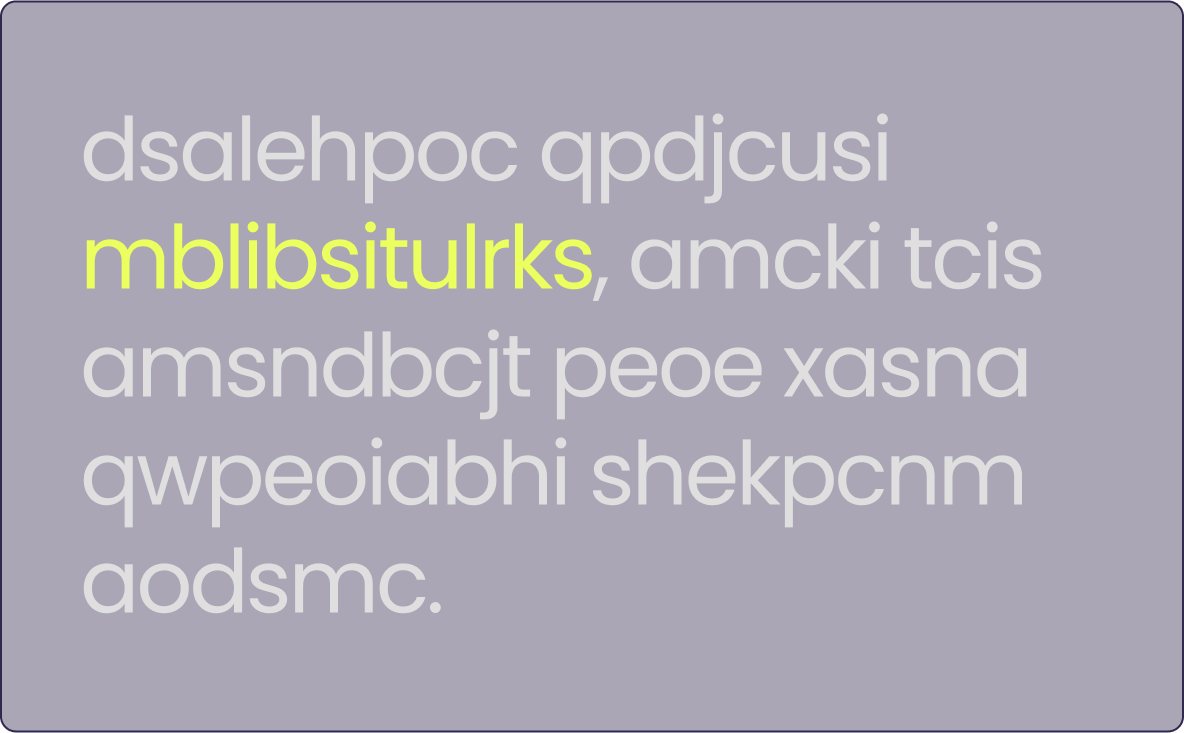 dsalehpoc qpdjcusi
mblibsitulrks, amcki tcis
amsndbcjt peoe xasna
qwpeoiabhi shekpcnm
aodsmc.